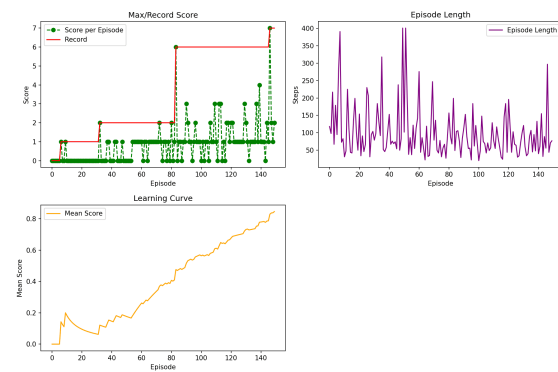 Max/Record Score
Score per Episode
Record
7
6
5
4
3
2
1
0
Score
0 20 40 60 80 100 120 140
Episode
Episode Length
Episode Length
400
350
300
250
200
150
100
50
Steps
0 20 40 60 80 100 120 140
Episode
Learning Curve
Mean Score
0.8
0.6
0.4
0.2
0.0
Mean Score
0 20 40 60 80 100 120 140
Episode